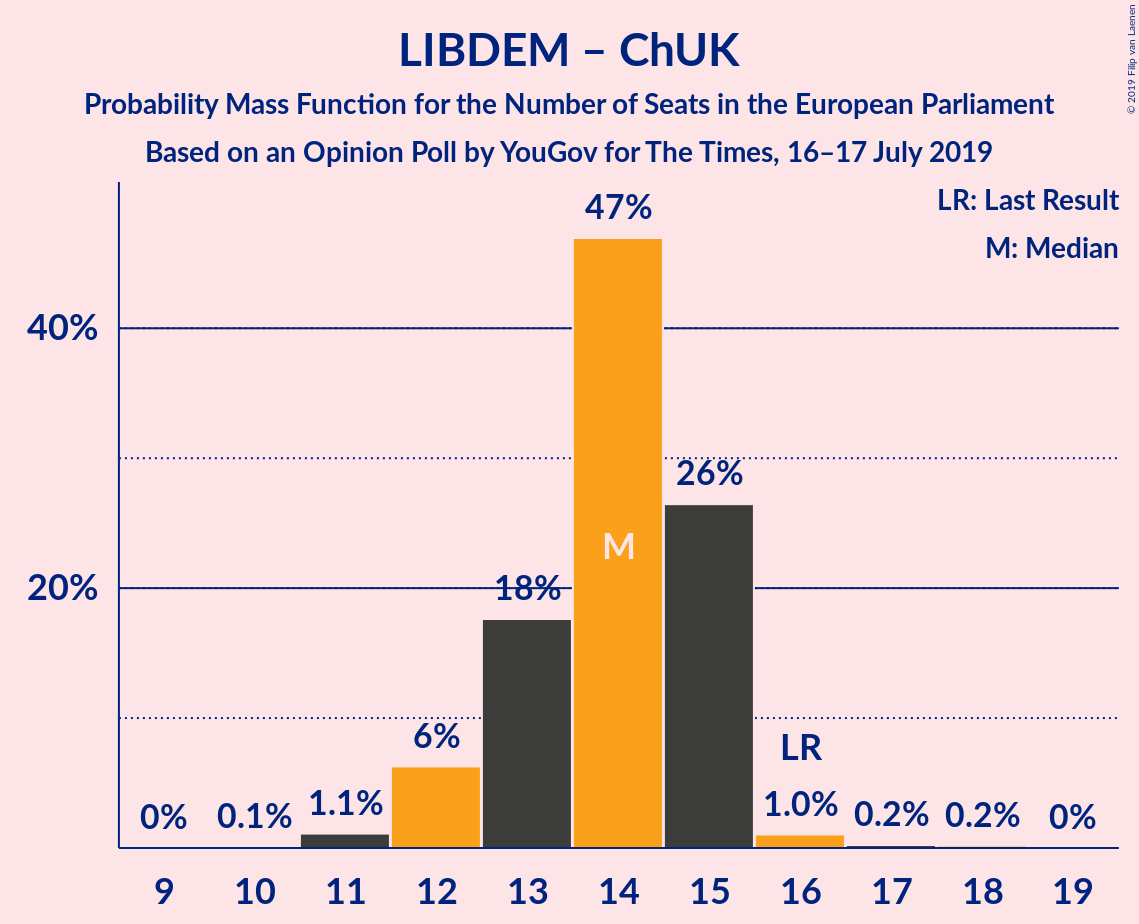 LIBDEM – ChUK
Probability Mass Function for the Number of Seats in the European Parliament
Based on an Opinion Poll by YouGov for The Times, 16–17 July 2019
© 2019 Filip van Laenen
LR: Last Result
M: Median
47%
40%
26%
M
20%
18%
6%
LR
0%
0.1%
1.1%
1.0%
0.2%
0.2%
0%
9 10 11 12 13 14 15 16 17 18 19